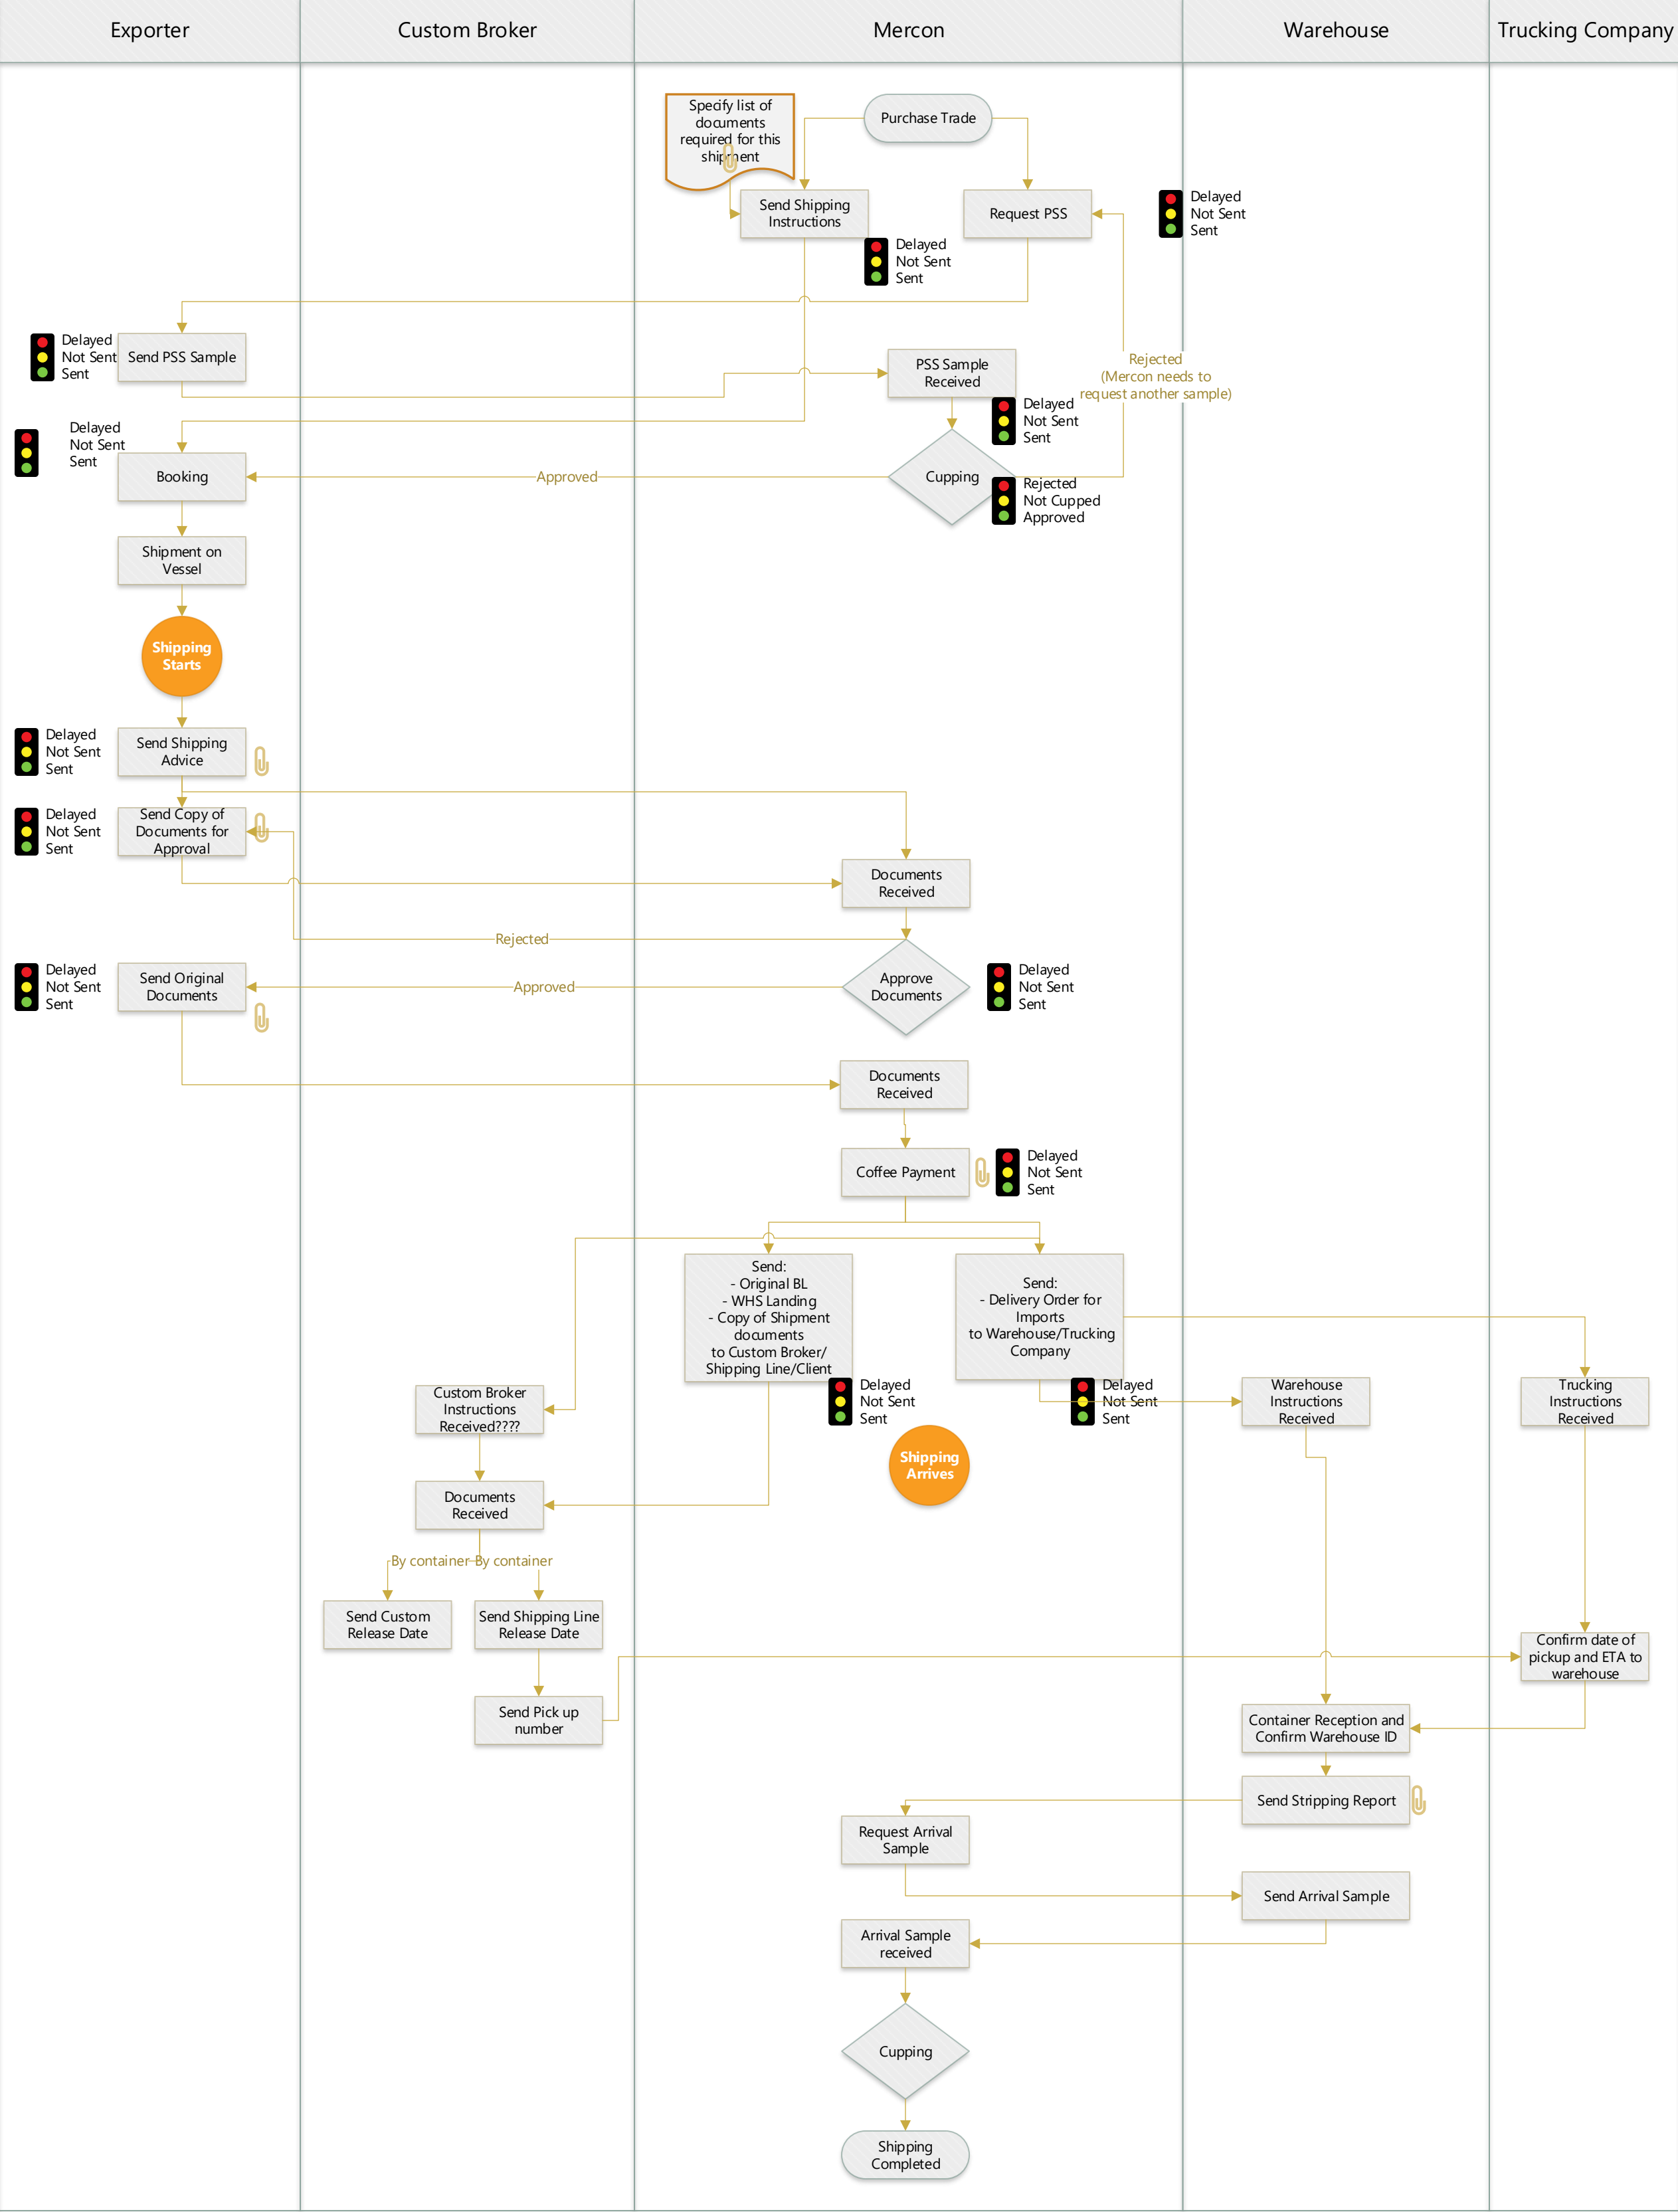 Exporter
Custom Broker
Mercon
Warehouse
Trucking Company
Specify list of
documents
required for this
shipment
Purchase Trade
Send Shipping
Instructions
Request PSS
Delayed
Not Sent
Sent
Delayed
Not Sent
Sent
Delayed
Not Sent
Sent
Send PSS Sample
PSS Sample
Received
Rejected
(Mercon needs to
request another sample)
Delayed
Not Sent
Sent
Delayed
Not Sent
Sent
Booking
Approved
Cupping
Rejected
Not Cupped
Approved
Shipment on
Vessel
Shipping
Starts
Delayed
Not Sent
Sent
Send Shipping
Advice
Delayed
Not Sent
Sent
Send Copy of
Documents for
Approval
Documents
Received
Rejected
Delayed
Not Sent
Sent
Send Original
Documents
Approved
Approve
Documents
Delayed
Not Sent
Sent
Documents
Received
Coffee Payment
Delayed
Not Sent
Sent
Send:
- Original BL
- WHS Landing
- Copy of Shipment
documents
to Custom Broker/
Shipping Line/Client
Send:
- Delivery Order for
Imports
to Warehouse/Trucking
Company
Custom Broker
Instructions
Received????
Delayed
Not Sent
Sent
Delayed
Not Sent
Sent
Warehouse
Instructions
Received
Trucking
Instructions
Received
Shipping
Arrives
Documents
Received
By container
By container
Send Custom
Release Date
Send Shipping Line
Release Date
Confirm date of
pickup and ETA to
warehouse
Send Pick up
number
Container Reception and
Confirm Warehouse ID
Send Stripping Report
Request Arrival
Sample
Send Arrival Sample
Arrival Sample
received
Cupping
Shipping
Completed